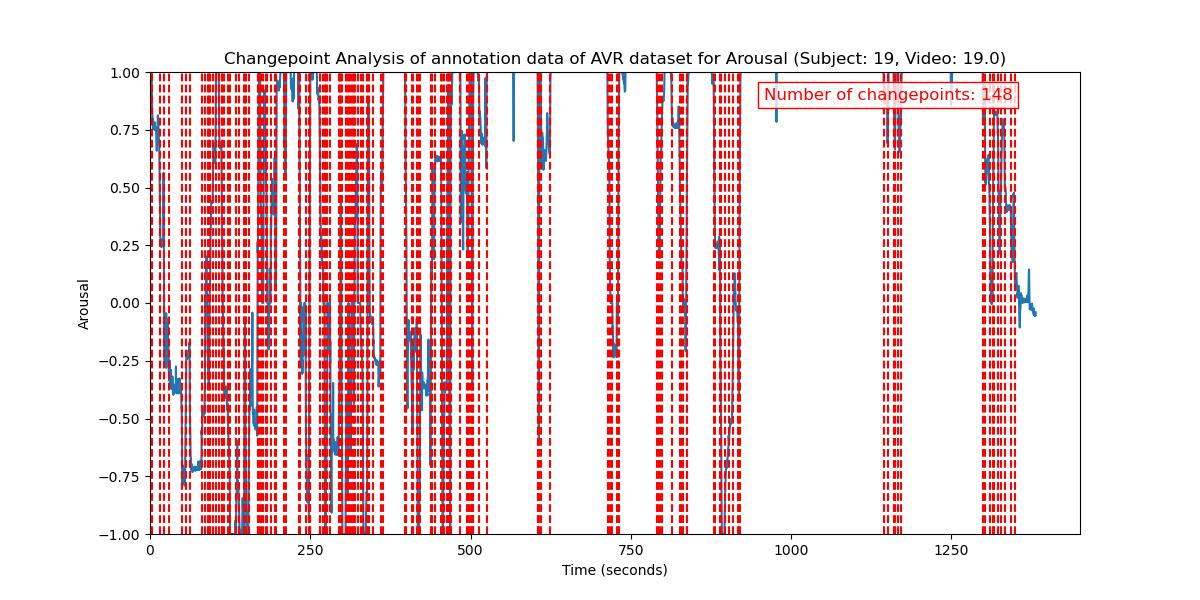 Changepoint Analysis of annotation data of AVR dataset for Arousal (Subject: 19, Video: 19.0)
Number of changepoints: 148
Arousal
1.00
0.75
0.50
0.25
0.00
−0.25
−0.50
−0.75
−1.00
0 250 500 750 1000 1250
Time (seconds)